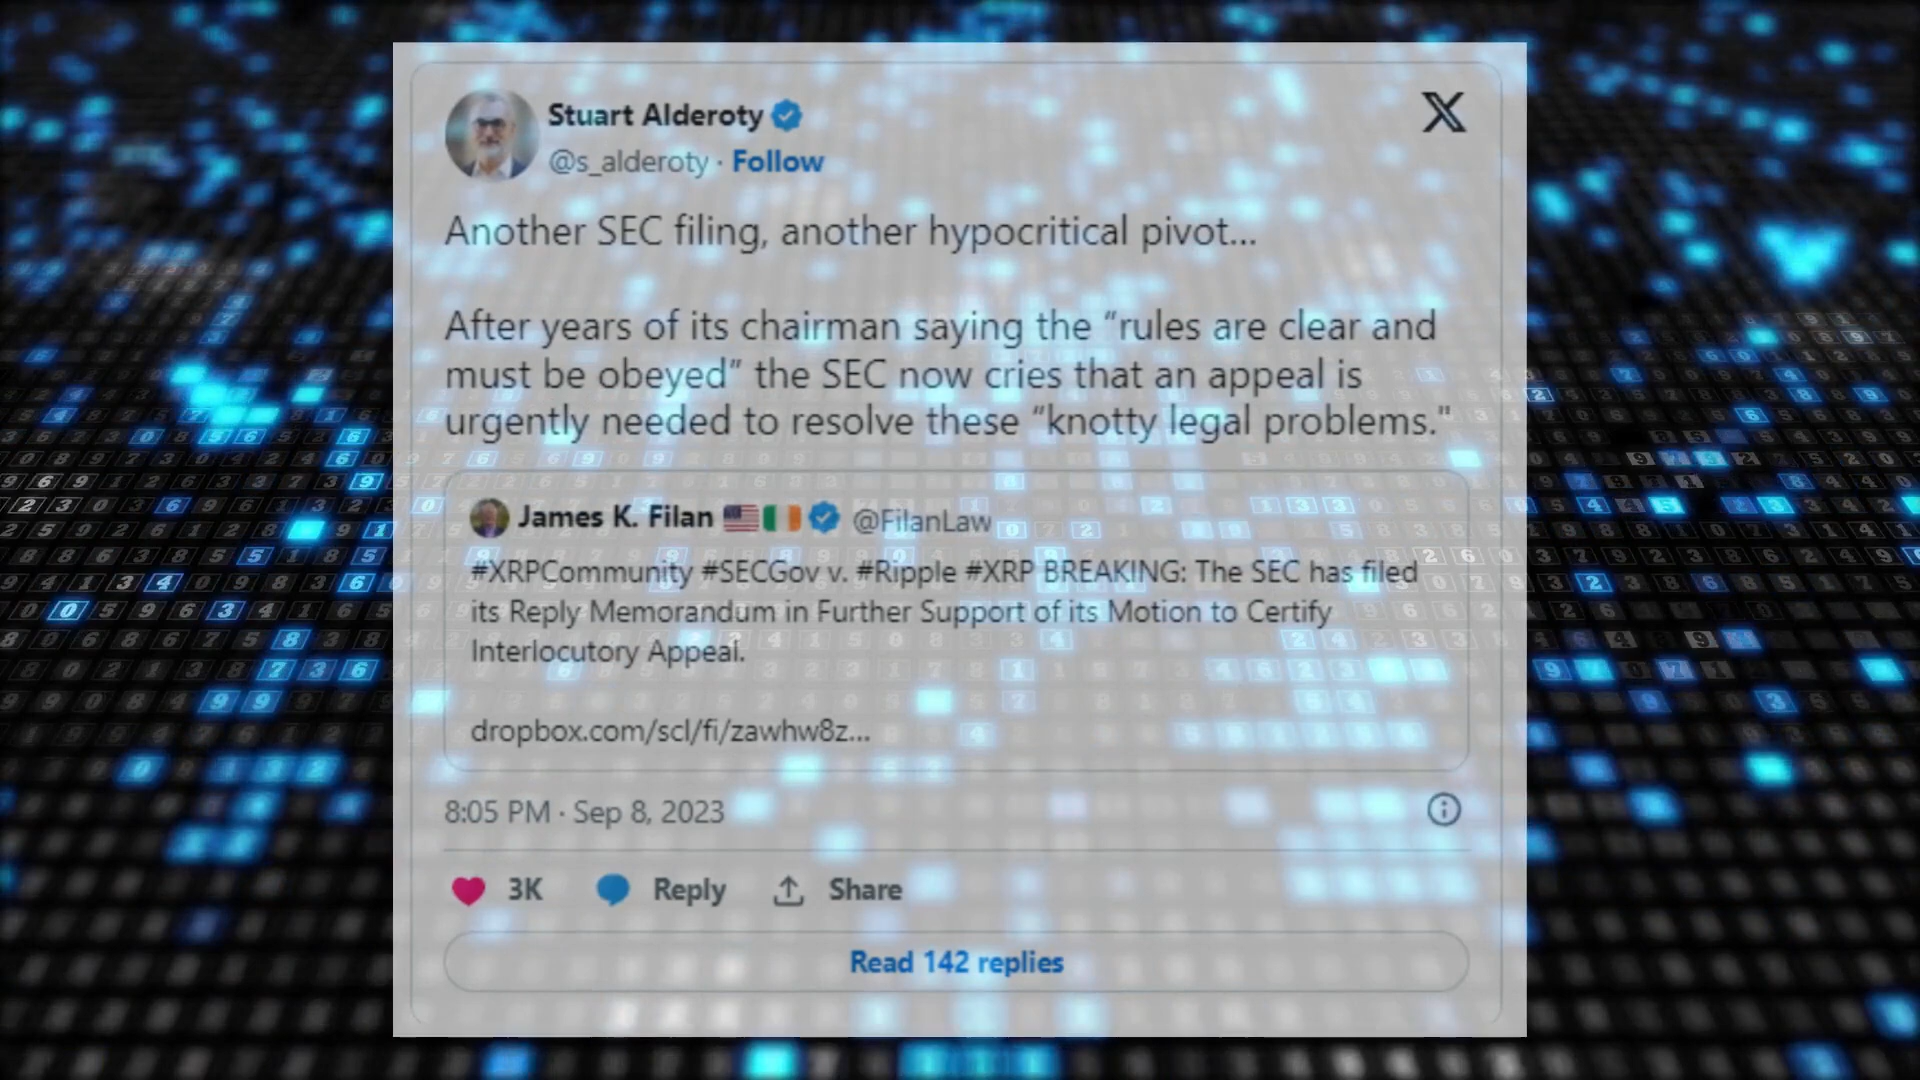 Stuart Alderoty
@s_alderoty · Follow
Another SEC filing, another hypocritical pivot...
After years of its chairman saying the “rules are clear and
must be obeyed” the SEC now cries that an appeal is
urgently needed to resolve these “knotty legal problems."
James K. Filan 🇺🇸🇮🇪 @FilanLaw
#XRPCommunity #SECGov v. #Ripple #XRP BREAKING: The SEC has filed
its Reply Memorandum in Further Support of its Motion to Certify
Interlocutory Appeal.
dropbox.com/scl/fi/zawhw8z...
8:05 PM · Sep 8, 2023
3K Reply Share
Read 142 replies